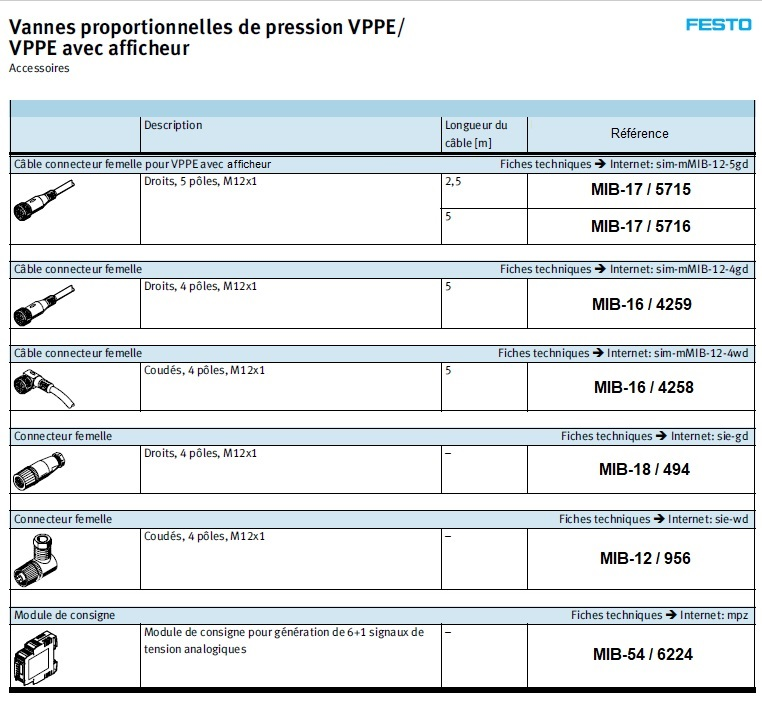 Vannes proportionnelles de pression VPPE/
VPPE avec afficheur
FESTO
Accessoires
Description
Longueur du
câble [m]
Référence
Câble connecteur femelle pour VPPE avec afficheur
Fiches techniques ➔ Internet: sim-mMIB-12-5gd
Droits, 5 pôles, M12x1
2,5
MIB-17 / 5715
5
MIB-17 / 5716
Câble connecteur femelle
Fiches techniques ➔ Internet: sim-mMIB-12-4gd
Droits, 4 pôles, M12x1
5
MIB-16 / 4259
Câble connecteur femelle
Fiches techniques ➔ Internet: sim-mMIB-12-4wd
Coudés, 4 pôles, M12x1
5
MIB-16 / 4258
Connecteur femelle
Fiches techniques ➔ Internet: sie-gd
Droits, 4 pôles, M12x1
–
MIB-18 / 494
Connecteur femelle
Fiches techniques ➔ Internet: sie-wd
Coudés, 4 pôles, M12x1
–
MIB-12 / 956
Module de consigne
Fiches techniques ➔ Internet: mpz
Module de consigne pour génération de 6+1 signaux de
tension analogiques
–
MIB-54 / 6224